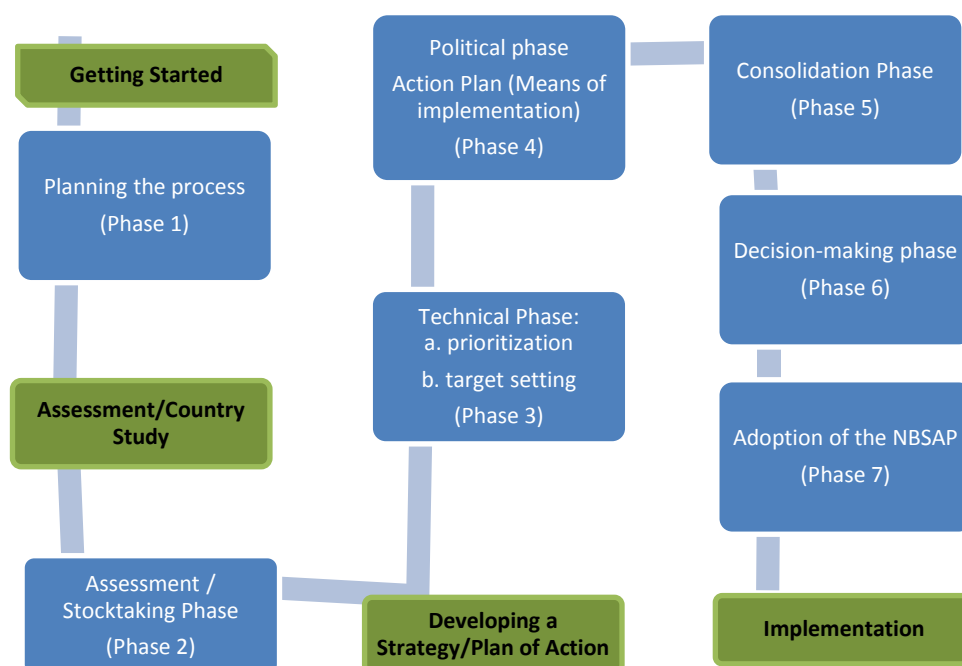 Getting Started
Planning the process
(Phase 1)
Assessment/Country
Study
Assessment /
Stocktaking Phase
(Phase 2)
Developing a
Strategy/Plan of Action
Technical Phase:
a. prioritization
b. target setting
(Phase 3)
Political phase
Action Plan (Means of
implementation)
(Phase 4)
Consolidation Phase
(Phase 5)
Decision-making phase
(Phase 6)
Adoption of the NBSAP
(Phase 7)
Implementation